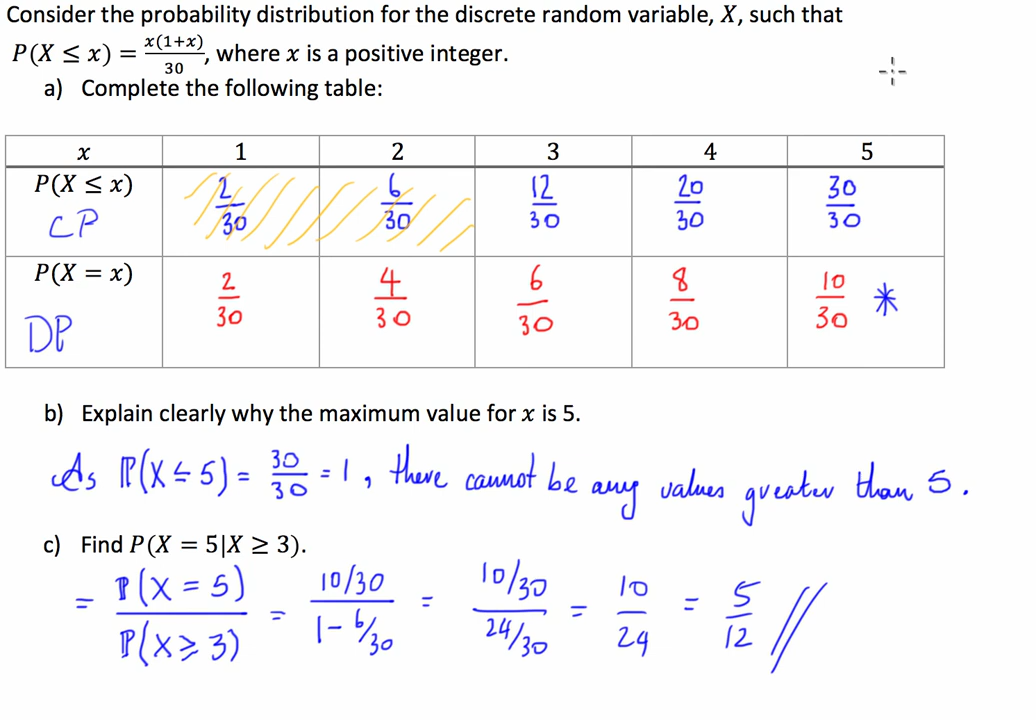 Consider the probability distribution for the discrete random variable, X, such that
P(X ≤ x) = x(1+x)/30, where x is a positive integer.
a) Complete the following table:
x 1 2 3 4 5
P(X ≤ x) 2/30 6/30 12/30 20/30 30/30
CP
P(X = x) 2/30 4/30 6/30 8/30 10/30 *
DP
b) Explain clearly why the maximum value for x is 5.
As ℙ(X ≤ 5) = 30/30 = 1, there cannot be any values greater than 5.
c) Find P(X = 5|X ≥ 3).
= ℙ(X = 5)/ℙ(X ≥ 3) = (10/30)/(1 - 6/30) = (10/30)/(24/30) = 10/24 = 5/12 //